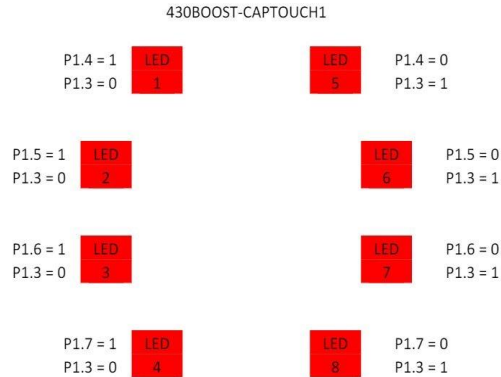 430BOOST-CAPTOUCH1
P1.4 = 1 LED P1.3 = 0 1
LED P1.4 = 0 5 P1.3 = 1
P1.5 = 1 LED P1.3 = 0 2
LED P1.5 = 0 6 P1.3 = 1
P1.6 = 1 LED P1.3 = 0 3
LED P1.6 = 0 7 P1.3 = 1
P1.7 = 1 LED P1.3 = 0 4
LED P1.7 = 0 8 P1.3 = 1